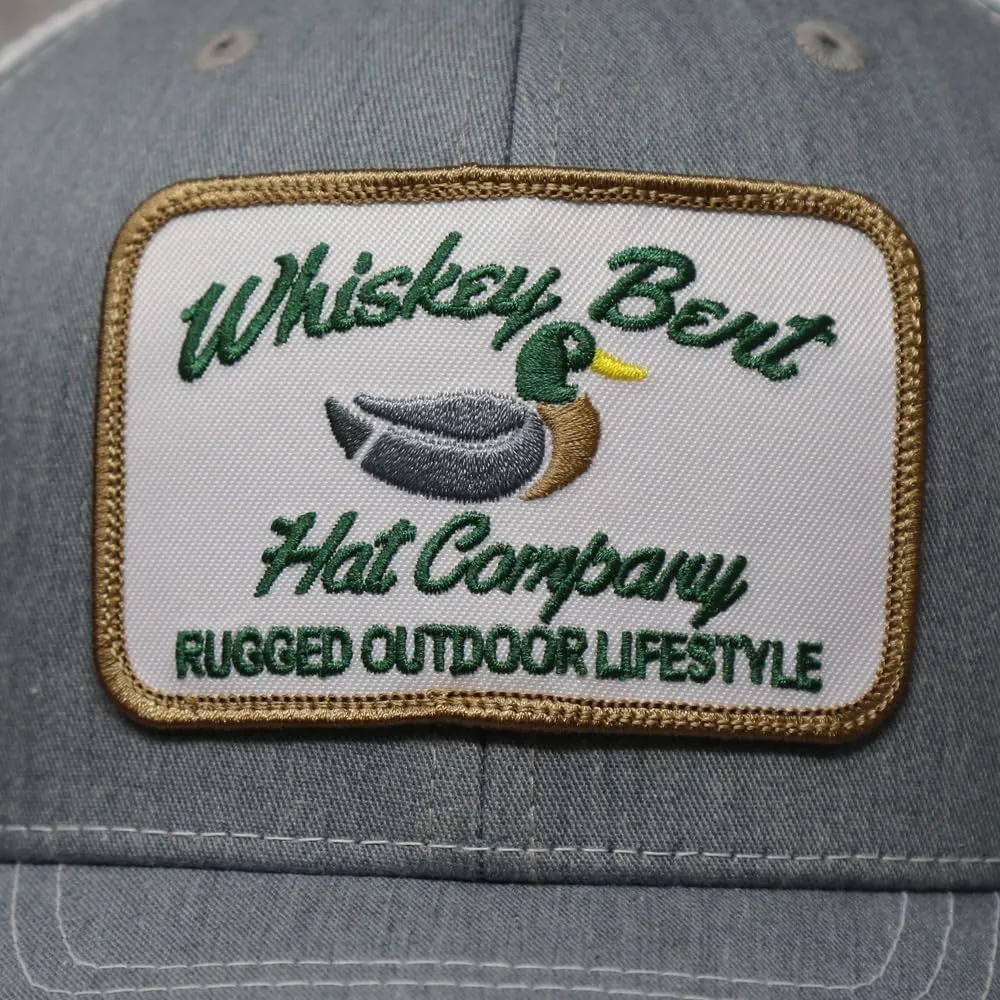 Whiskey Bent
Hat Company
RUGGED OUTDOOR LIFESTYLE